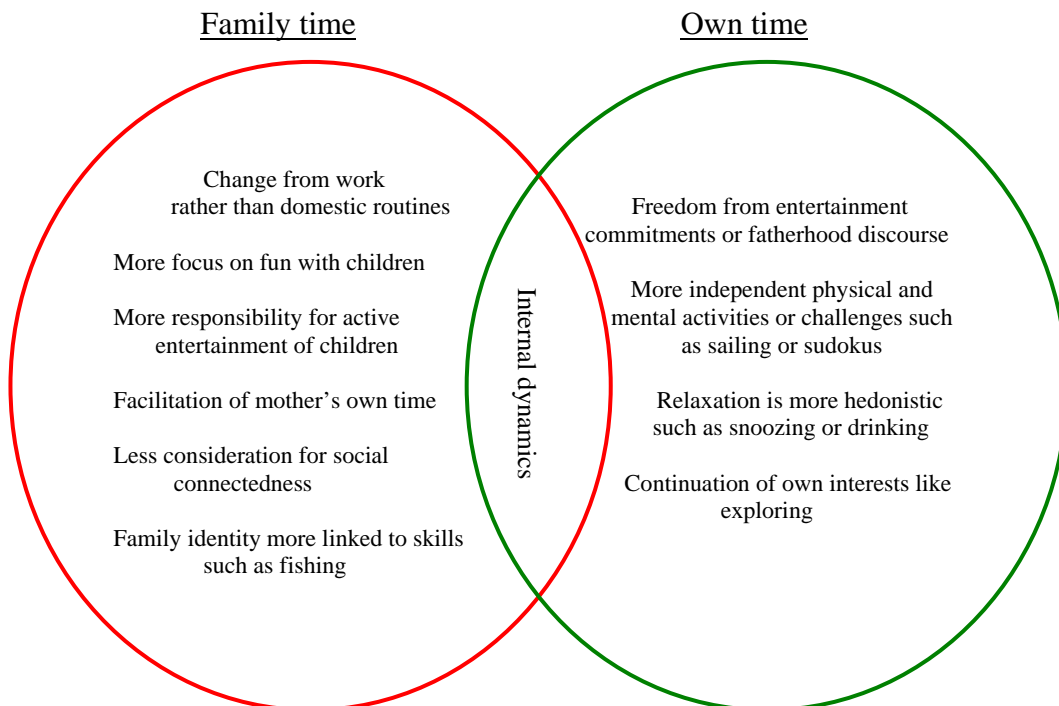 Family time
Own time
Change from work
rather than domestic routines
More focus on fun with children
More responsibility for active
entertainment of children
Facilitation of mother's own time
Less consideration for social
connectedness
Family identity more linked to skills
such as fishing
Internal dynamics
Freedom from entertainment
commitments or fatherhood discourse
More independent physical and
mental activities or challenges such
as sailing or sudokus
Relaxation is more hedonistic
such as snoozing or drinking
Continuation of own interests like
exploring